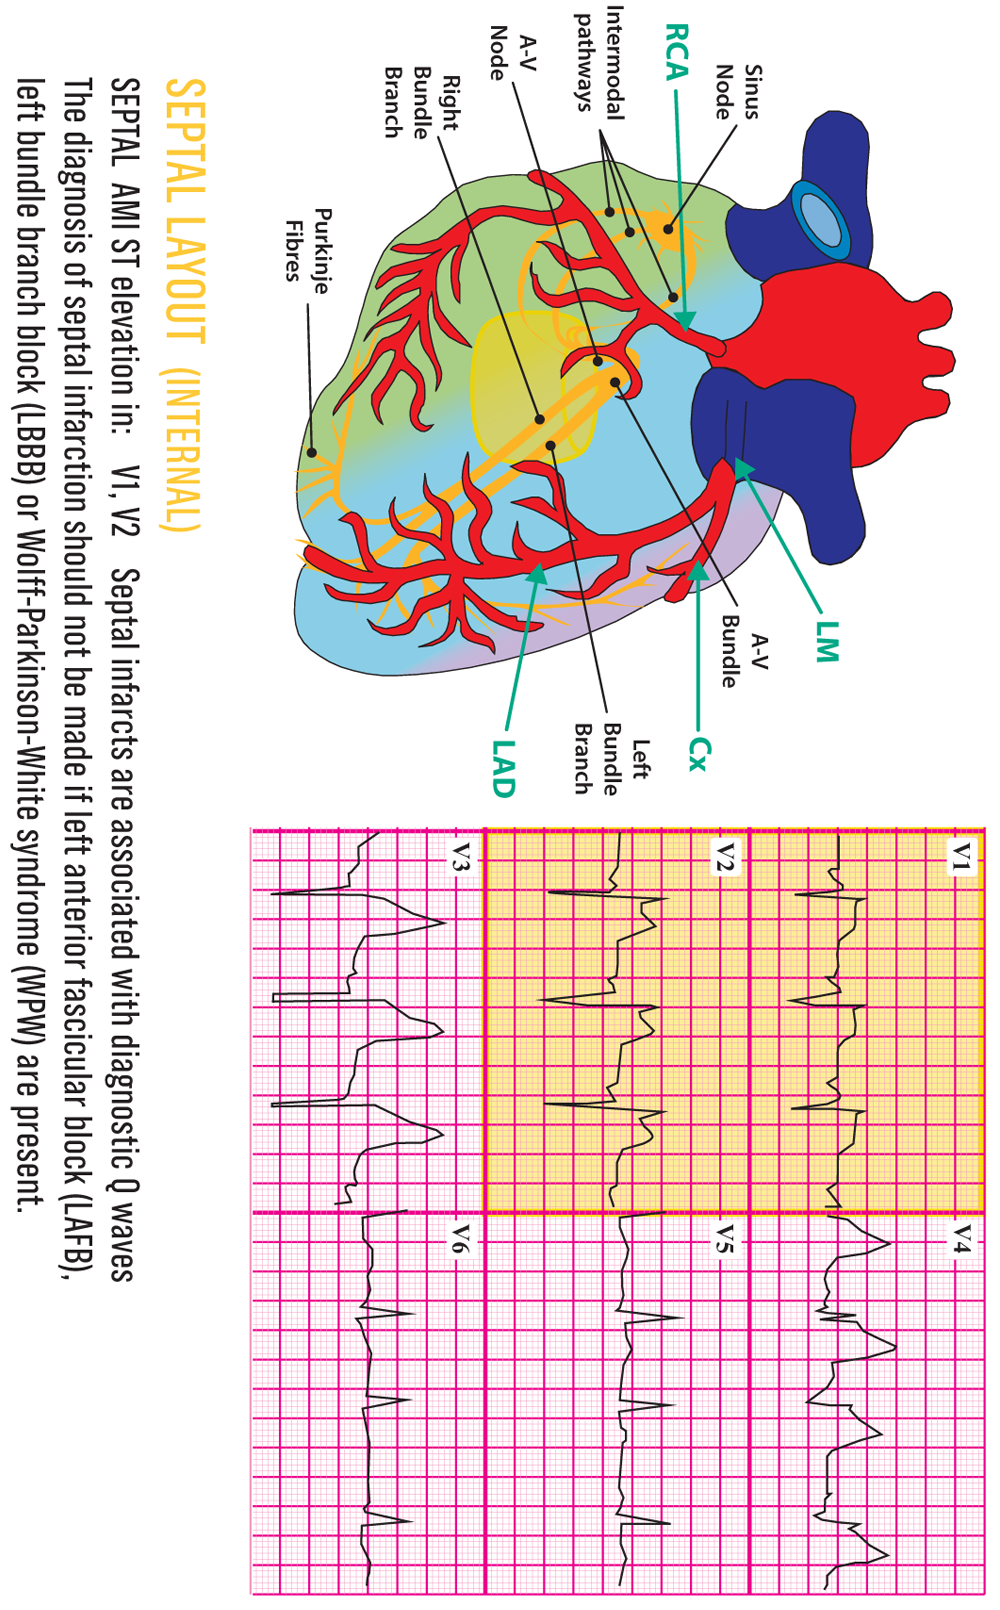 SEPTAL LAYOUT (INTERNAL)
SEPTAL AMI ST elevation in: V1, V2 Septal infarcts are associated with diagnostic Q waves
The diagnosis of septal infarction should not be made if left anterior fascicular block (LAFB),
left bundle branch block (LBBB) or Wolff-Parkinson-White syndrome (WPW) are present.
Sinus
Node
RCA
Intermodal
pathways
A-V
Node
Right
Bundle
Branch
Purkinje
Fibres
LM
A-V
Bundle
Cx
Left
Bundle
Branch
LAD
V1
V4
V2
V5
V3
V6